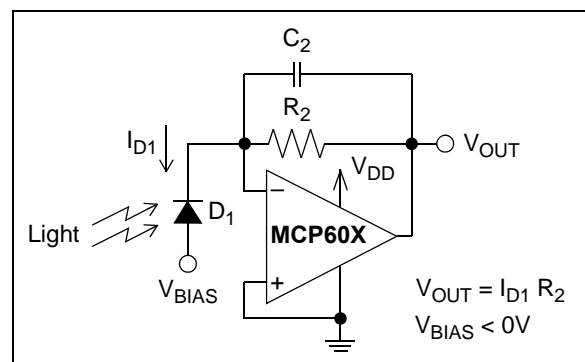 C2
R2
ID1
VOUT
VDD
−
D1
MCP60X
Light
+
VBIAS
VOUT = ID1 R2
VBIAS < 0V